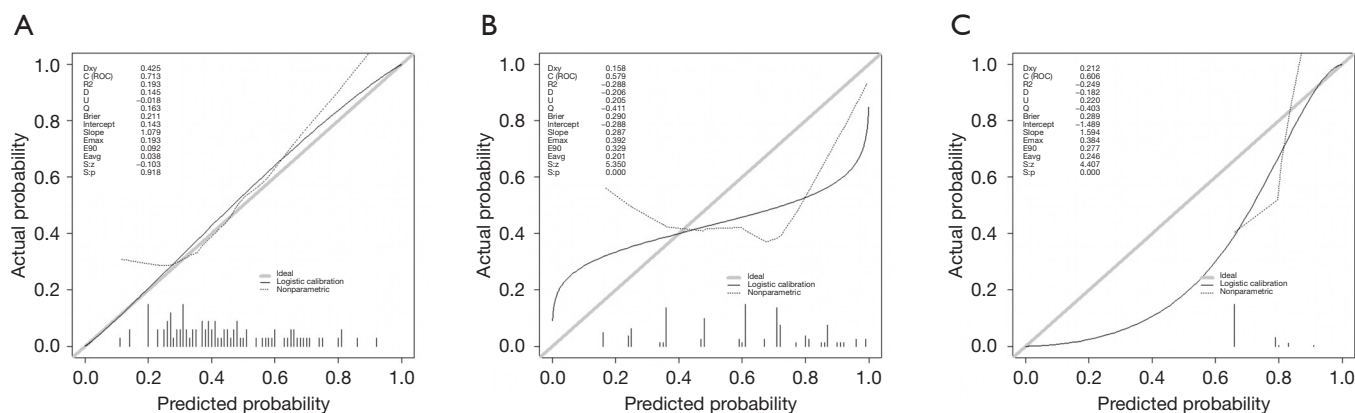 A
Actual probability
1.0
0.8
0.6
0.4
0.2
0.0
Dxy 0.425
C (ROC) 0.713
R2 0.193
D 0.145
U −0.018
Q 0.163
Brier 0.211
Intercept 0.143
Slope 1.079
Emax 0.193
E90 0.092
Eavg 0.038
S:z −0.103
S:p 0.918
Ideal
Logistic calibration
Nonparametric
0.0 0.2 0.4 0.6 0.8 1.0
Predicted probability
B
Actual probability
1.0
0.8
0.6
0.4
0.2
0.0
Dxy 0.158
C (ROC) 0.579
R2 −0.288
D −0.206
U 0.205
Q −0.411
Brier 0.290
Intercept −0.288
Slope 0.287
Emax 0.392
E90 0.329
Eavg 0.201
S:z 5.350
S:p 0.000
Ideal
Logistic calibration
Nonparametric
0.0 0.2 0.4 0.6 0.8 1.0
Predicted probability
C
Actual probability
1.0
0.8
0.6
0.4
0.2
0.0
Dxy 0.212
C (ROC) 0.606
R2 −0.249
D −0.182
U 0.220
Q −0.403
Brier 0.289
Intercept −1.489
Slope 1.594
Emax 0.384
E90 0.277
Eavg 0.246
S:z 4.407
S:p 0.000
Ideal
Logistic calibration
Nonparametric
0.0 0.2 0.4 0.6 0.8 1.0
Predicted probability